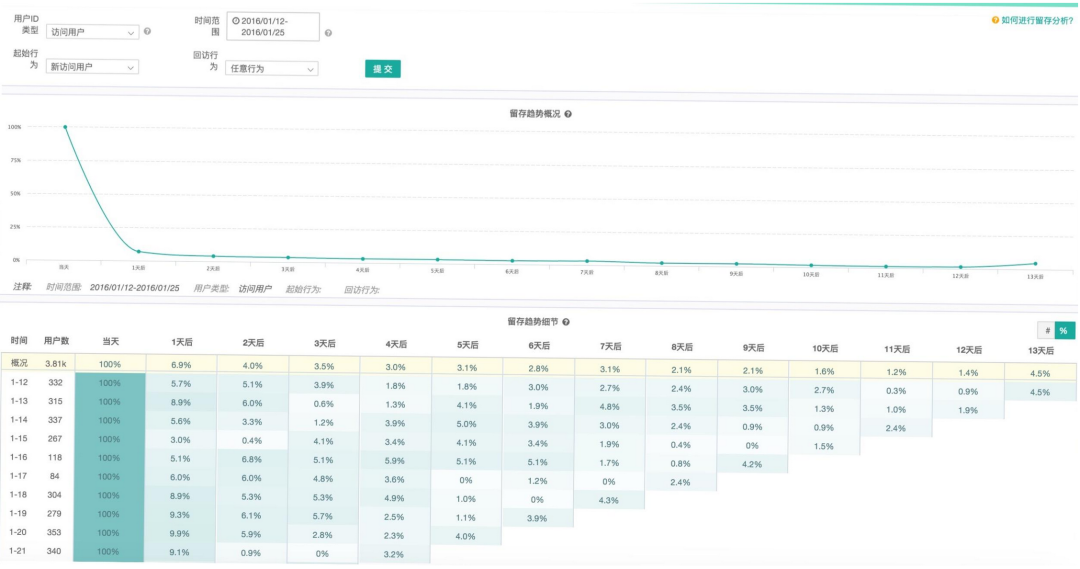 用户ID
类型 访问用户
时间范
围 2016/01/12-
2016/01/25
如何进行留存分析?
起始行
为 新访问用户
回访行
为 任意行为
提交
留存趋势概况
100%
75%
50%
25%
0%
当天 1天后 2天后 3天后 4天后 5天后 6天后 7天后 8天后 9天后 10天后 11天后 12天后 13天后
注释: 时间范围: 2016/01/12-2016/01/25 用户类型: 访问用户 起始行为: 回访行为:
留存趋势细节
# %
时间 用户数 当天 1天后 2天后 3天后 4天后 5天后 6天后 7天后 8天后 9天后 10天后 11天后 12天后 13天后
概况 3.81k 100% 6.9% 4.0% 3.5% 3.0% 3.1% 2.8% 3.1% 2.1% 2.1% 1.6% 1.2% 1.4% 4.5%
1-12 332 100% 5.7% 5.1% 3.9% 1.8% 1.8% 3.0% 2.7% 2.4% 3.0% 2.7% 0.3% 0.9% 4.5%
1-13 315 100% 8.9% 6.0% 0.6% 1.3% 4.1% 1.9% 4.8% 3.5% 3.5% 1.3% 1.0% 1.9%
1-14 337 100% 5.6% 3.3% 1.2% 3.9% 5.0% 3.9% 3.0% 2.4% 0.9% 0.9% 2.4%
1-15 267 100% 3.0% 0.4% 4.1% 3.4% 4.1% 3.4% 1.9% 0.4% 0% 1.5%
1-16 118 100% 5.1% 6.8% 5.1% 5.9% 5.1% 5.1% 1.7% 0.8% 4.2%
1-17 84 100% 6.0% 6.0% 4.8% 3.6% 0% 1.2% 0% 2.4%
1-18 304 100% 8.9% 5.3% 5.3% 4.9% 1.0% 0% 4.3%
1-19 279 100% 9.3% 6.1% 5.7% 2.5% 1.1% 3.9%
1-20 353 100% 9.9% 5.9% 2.8% 2.3% 4.0%
1-21 340 100% 9.1% 0.9% 0% 3.2%